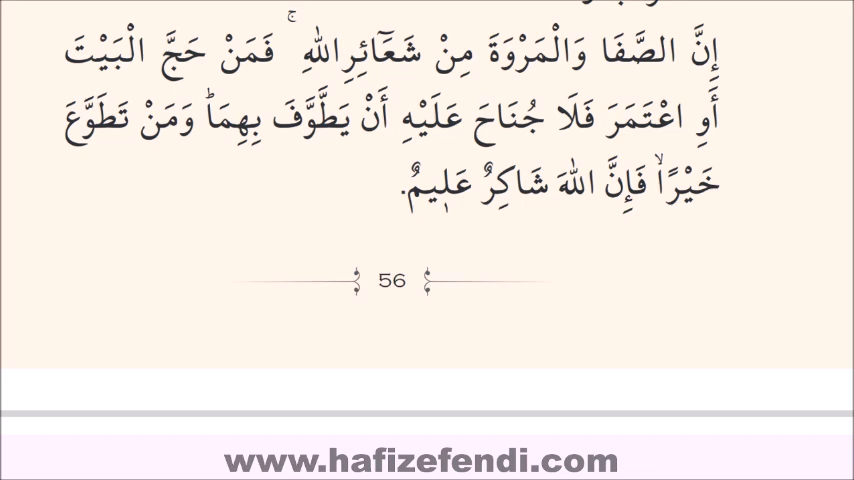 إِنَّ الصَّفَا وَالْمَرْوَةَ مِنْ شَعَٓائِرِ اللّٰهِ ۚ فَمَنْ حَجَّ الْبَيْتَ
أَوِ اعْتَمَرَ فَلَا جُنَاحَ عَلَيْهِ أَنْ يَطَّوَّفَ بِهِمَاۜ وَمَنْ تَطَوَّعَ
خَيْرًاۙ فَإِنَّ اللّٰهَ شَاكِرٌ عَلٖيمٌ.
56
www.hafizefendi.com